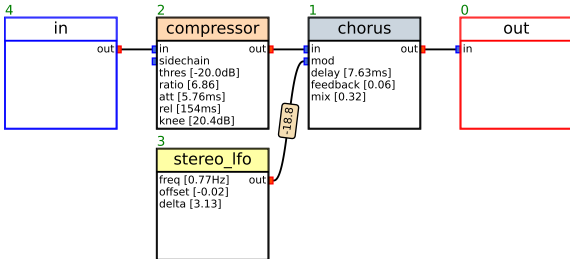 4
in
out
2
compressor
in
out
sidechain
thres [-20.0dB]
ratio [6.86]
att [5.76ms]
rel [154ms]
knee [20.4dB]
1
chorus
in
out
mod
delay [7.63ms]
feedback [0.06]
mix [0.32]
0
out
in
-18.8
3
stereo_lfo
freq [0.77Hz]
out
offset [-0.02]
delta [3.13]